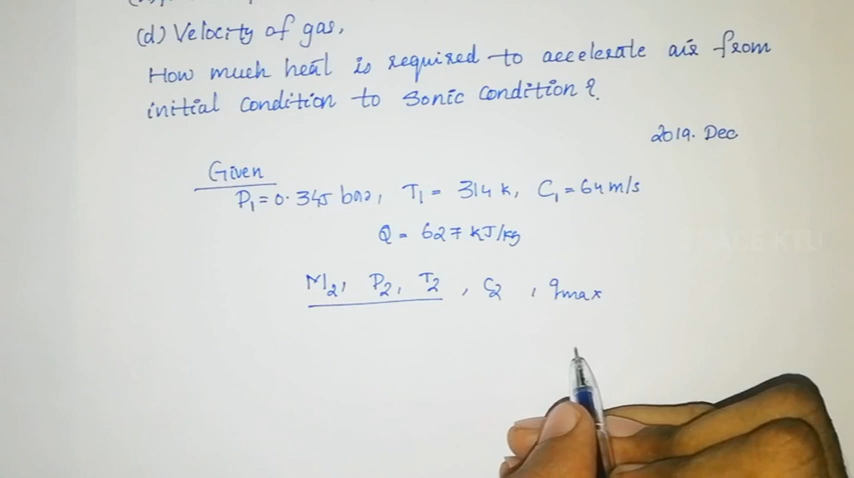 (d) Velocity of gas,
How much heat is required to accelerate air from
initial condition to sonic condition?
2019. Dec
Given
P₁ = 0.345 bar, T₁ = 314 K, C₁ = 64 m/s
Q = 627 kJ/kg
M₂, P₂, T₂, C₂, qmax